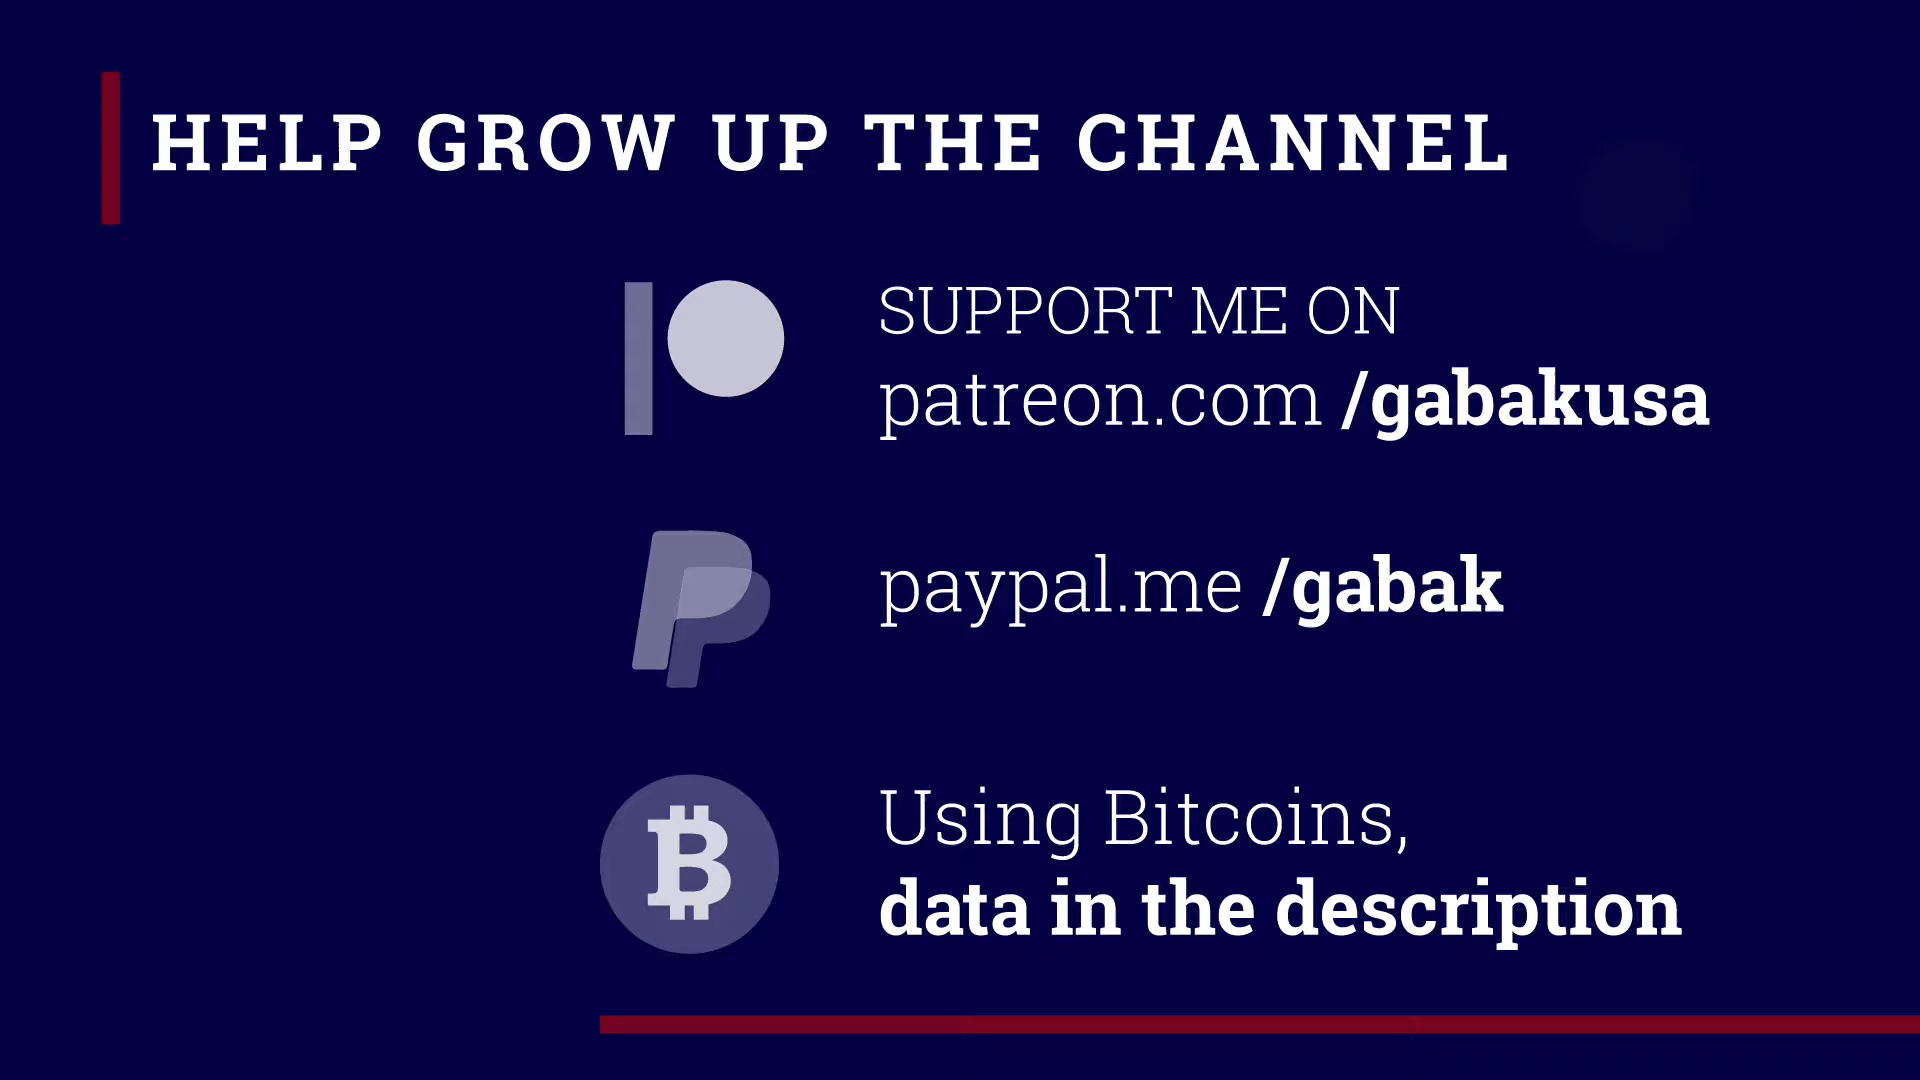 HELP GROW UP THE CHANNEL
SUPPORT ME ON
patreon.com /gabakusa
paypal.me /gabak
Using Bitcoins,
data in the description